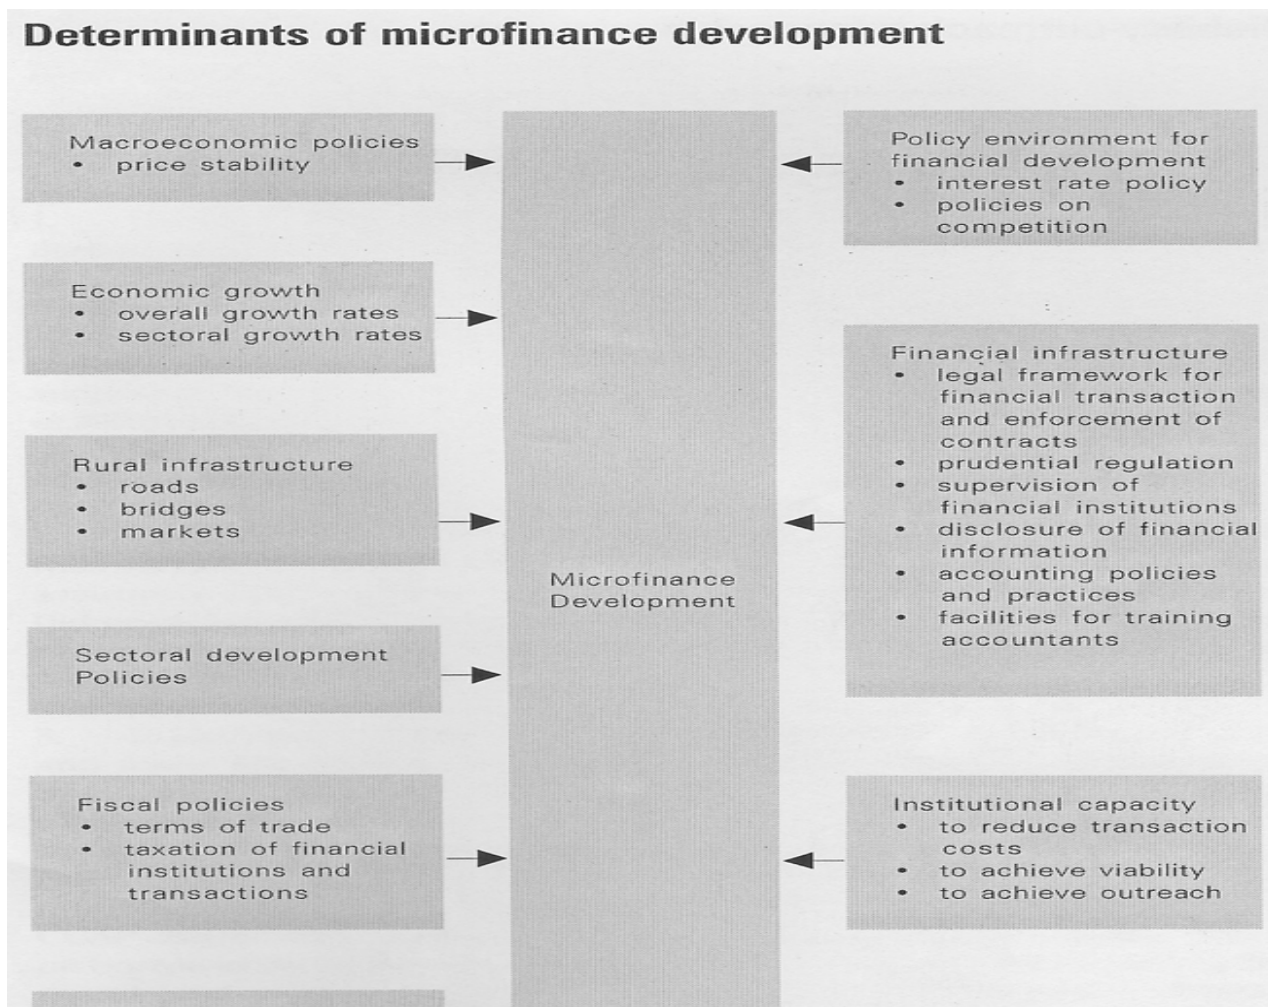 Determinants of microfinance development
Macroeconomic policies
• price stability
Economic growth
• overall growth rates
• sectoral growth rates
Rural infrastructure
• roads
• bridges
• markets
Sectoral development
Policies
Fiscal policies
• terms of trade
• taxation of financial
institutions and
transactions
Microfinance
Development
Policy environment for
financial development
• interest rate policy
• policies on
competition
Financial infrastructure
• legal framework for
financial transaction
and enforcement of
contracts
• prudential regulation
• supervision of
financial institutions
• disclosure of financial
information
• accounting policies
and practices
• facilities for training
accountants
Institutional capacity
• to reduce transaction
costs
• to achieve viability
• to achieve outreach